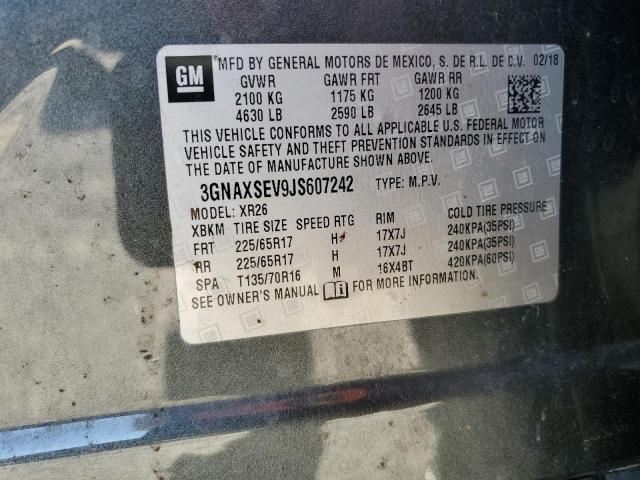 GM
MFD BY GENERAL MOTORS DE MEXICO, S. DE R.L. DE C.V. 02/18
GVWR GAWR FRT GAWR RR
2100 KG 1175 KG 1200 KG
4630 LB 2590 LB 2645 LB
THIS VEHICLE CONFORMS TO ALL APPLICABLE U.S. FEDERAL MOTOR
VEHICLE SAFETY AND THEFT PREVENTION STANDARDS IN EFFECT ON
THE DATE OF MANUFACTURE SHOWN ABOVE.
3GNAXSEV9JS607242 TYPE: M.P.V.
MODEL: XR26
XBKM TIRE SIZE SPEED RTG RIM COLD TIRE PRESSURE
FRT 225/65R17 H 17X7J 240KPA(35PSI)
RR 225/65R17 H 17X7J 240KPA(35PSI)
SPA T135/70R16 M 16X4BT 420KPA(60PSI)
SEE OWNER'S MANUAL FOR MORE INFORMATION.